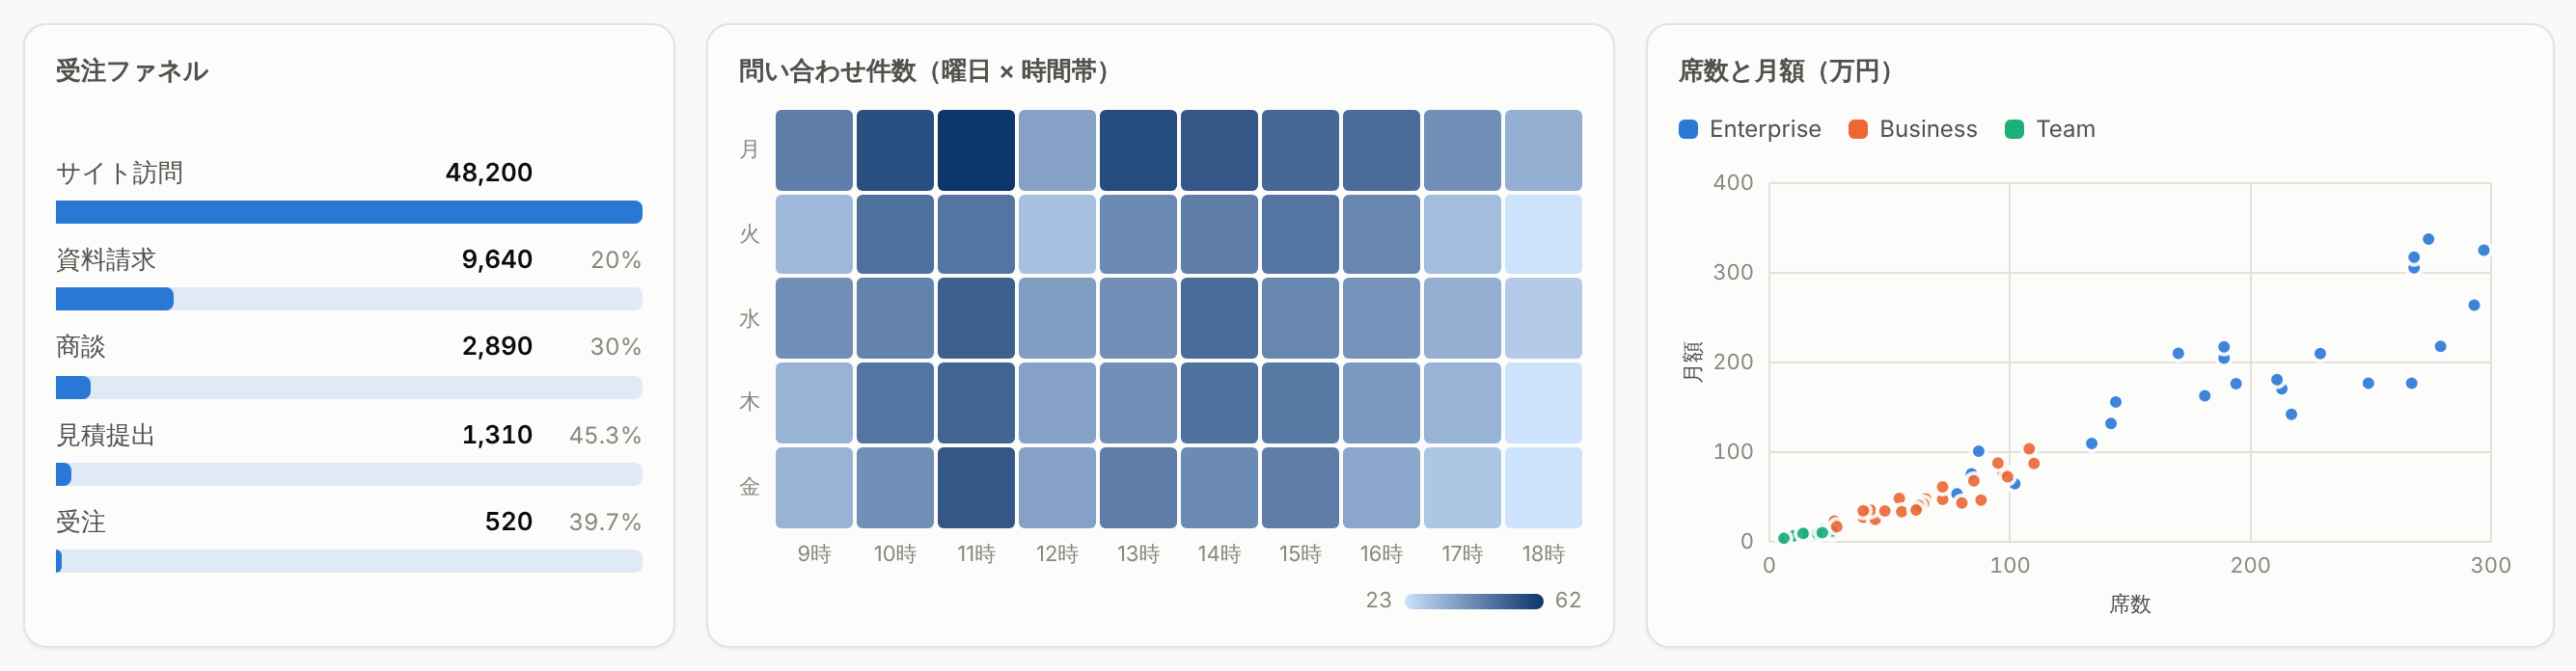 受注ファネル
サイト訪問 48,200
資料請求 9,640 20%
商談 2,890 30%
見積提出 1,310 45.3%
受注 520 39.7%
問い合わせ件数（曜日 × 時間帯）
月
火
水
木
金
9時 10時 11時 12時 13時 14時 15時 16時 17時 18時
23 62
席数と月額（万円）
Enterprise Business Team
400
300
200
100
0
月額
0 100 200 300
席数